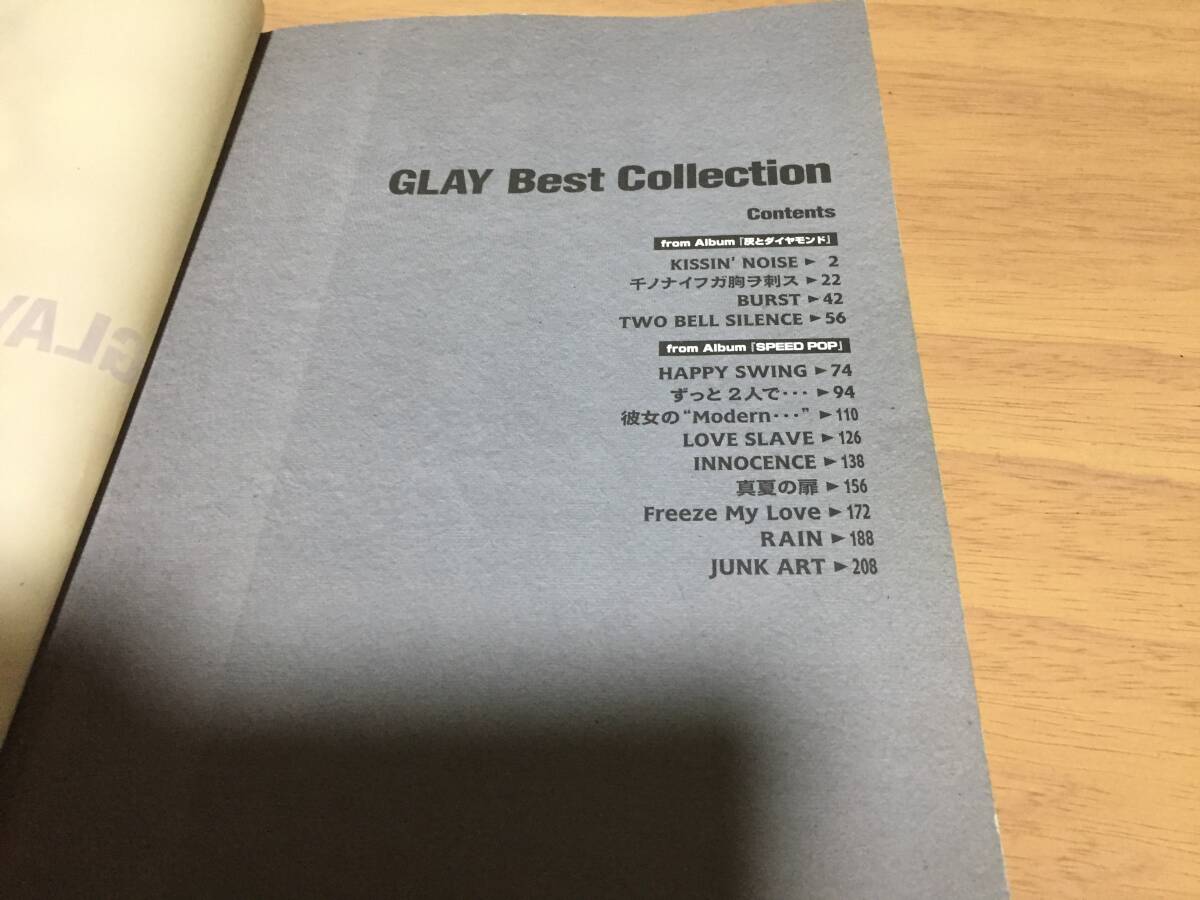 GLAY
GLAY Best Collection
Contents
from Album「灰とダイヤモンド」
KISSIN' NOISE ► 2
千ノナイフガ胸ヲ刺ス ► 22
BURST ► 42
TWO BELL SILENCE ► 56
from Album「SPEED POP」
HAPPY SWING ► 74
ずっと2人で・・・ ► 94
彼女の“Modern・・・” ► 110
LOVE SLAVE ► 126
INNOCENCE ► 138
真夏の扉 ► 156
Freeze My Love ► 172
RAIN ► 188
JUNK ART ► 208